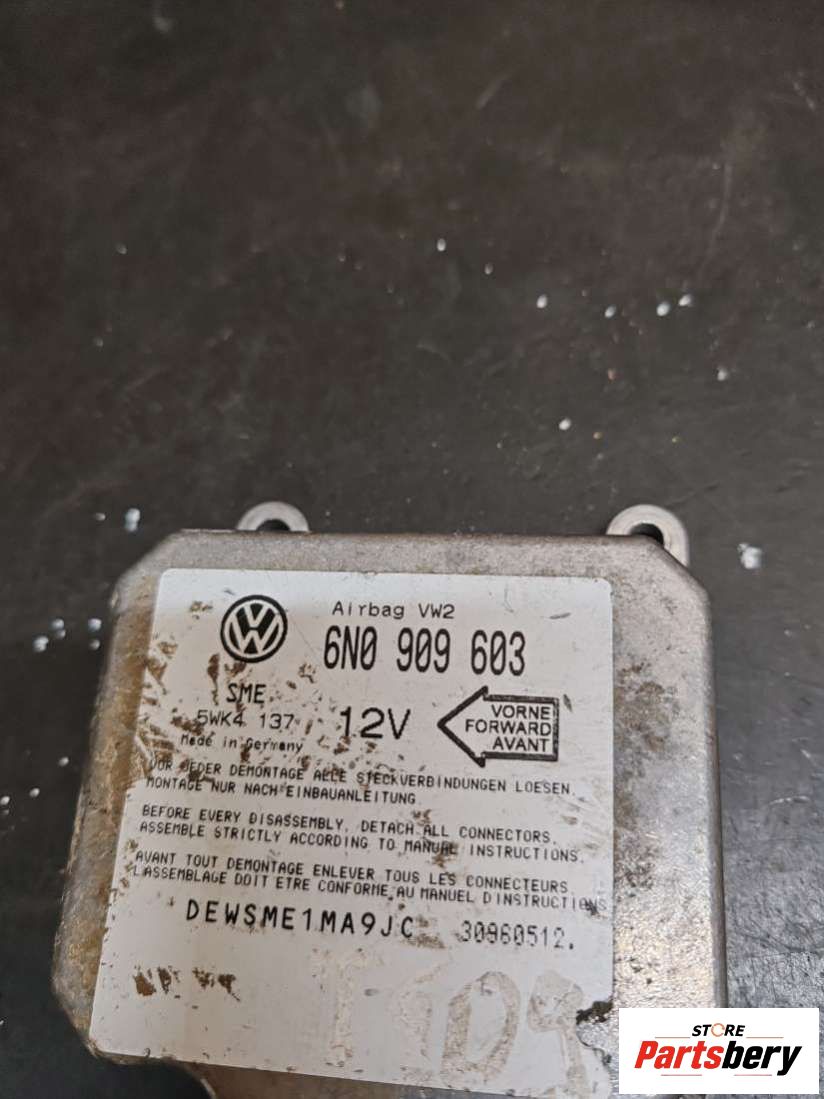 Airbag VW2
6N0 909 603
SME
5WK4 137
12V
Made in Germany
VORNE
FORWARD
AVANT
VOR JEDER DEMONTAGE ALLE STECKVERBINDUNGEN LOESEN.
MONTAGE NUR NACH EINBAUANLEITUNG
BEFORE EVERY DISASSEMBLY, DETACH ALL CONNECTORS.
ASSEMBLE STRICTLY ACCORDING TO MANUAL INSTRUCTIONS.
AVANT TOUT DEMONTAGE ENLEVER TOUS LES CONNECTEURS.
L'ASSEMBLAGE DOIT ETRE CONFORME AU MANUEL D'INSTRUCTIONS
DEWSME1MA9JC 30960512.
STORE
Partsbery